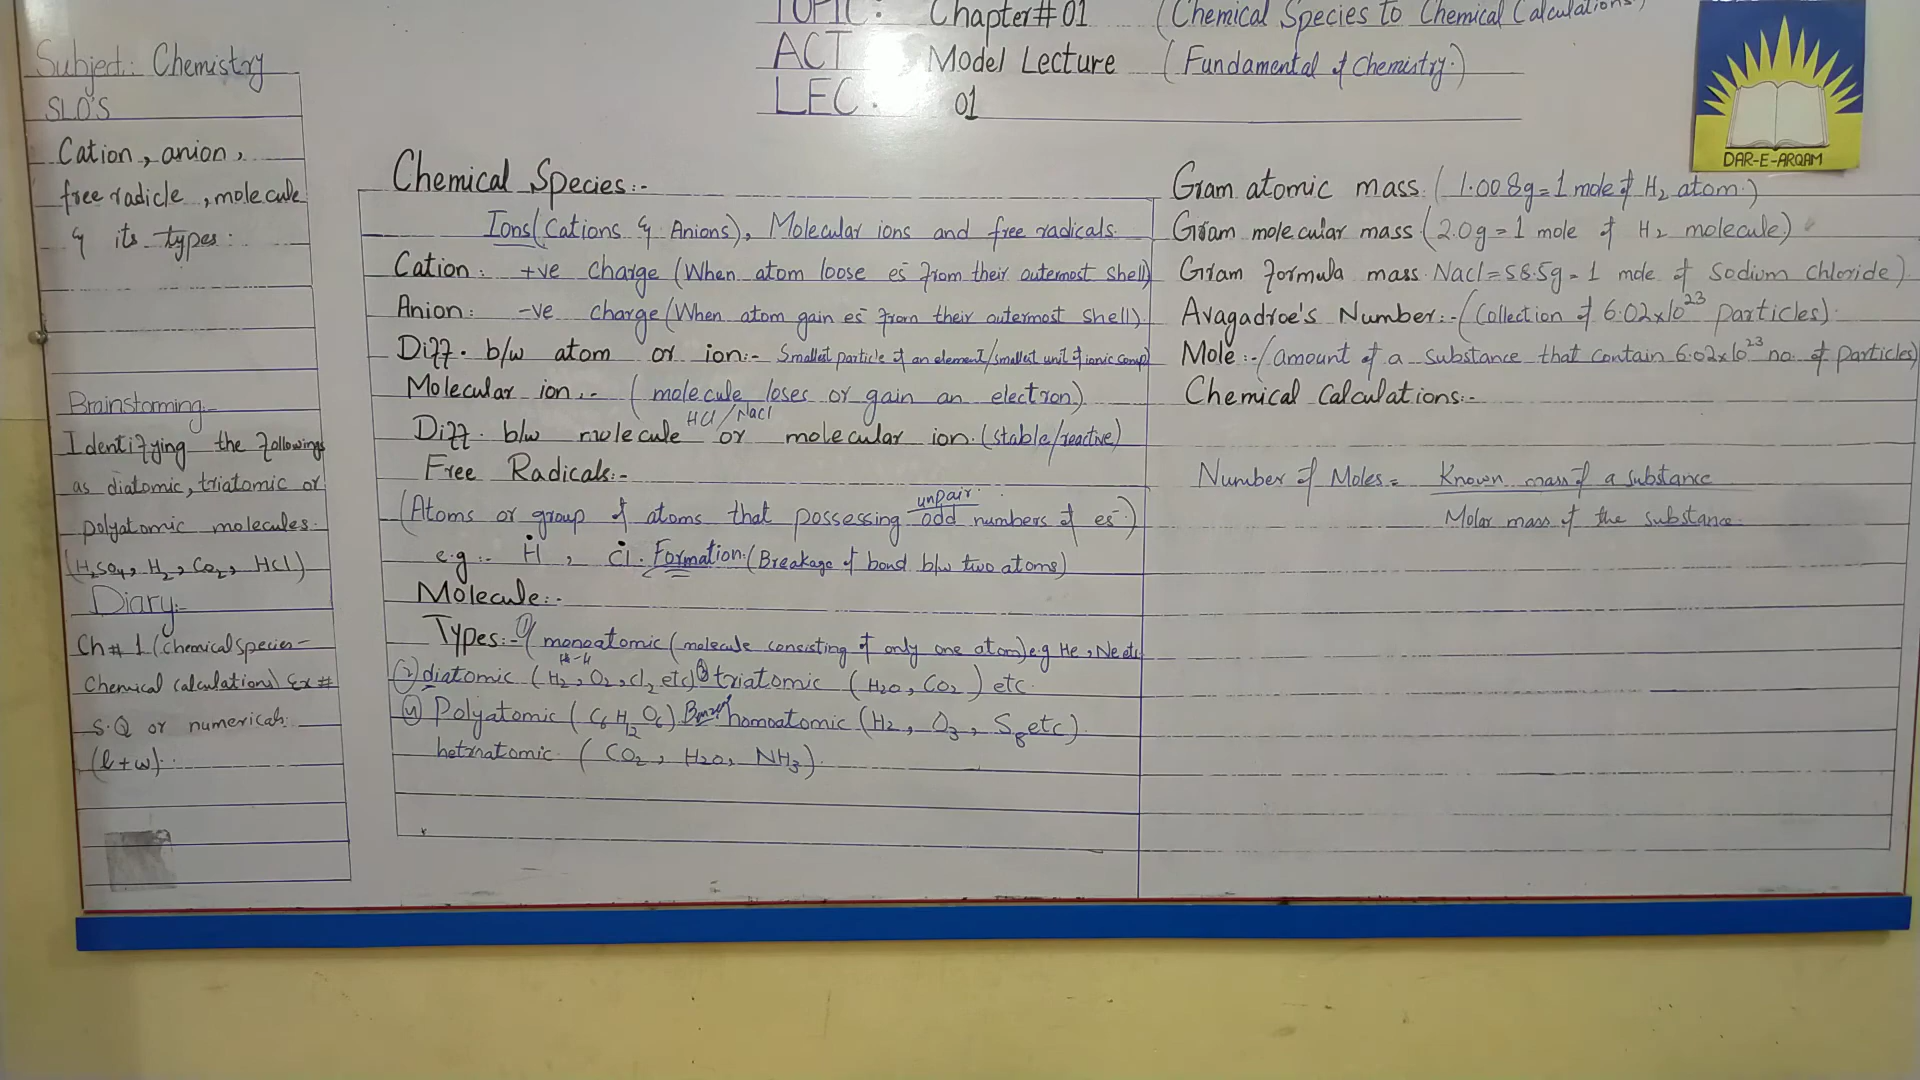 TOPIC: Chapter# 01 (Chemical Species to Chemical Calculations.)
ACT Model Lecture (Fundamental of Chemistry.)
LEC. 01
DAR-E-ARQAM
Subject: Chemistry
SLO'S
Cation, anion,
free radicle, molecule
& its types:
Brainstorming:-
Identifying the followings
as diatomic, triatomic or
polyatomic molecules.
(H2SO4, H2, CO2, HCl)
Diary:-
Ch# 1 (Chemical species-
Chemical Calculations) Ex #
S.Q or numericals.
(l+w).
Chemical Species:-
Ions(Cations & Anions), Molecular ions and free radicals.
Cation: +ve charge (When atom loose es⁻ from their outermost shell)
Anion: -ve charge (When atom gain es⁻ from their outermost shell).
Diff. b/w atom or ion:- Smallest particle of an element/smallest unit of ionic comp)
Molecular ion:- (molecule loses or gain an electron)
HCl/NaCl
Diff. b/w molecule or molecular ion. (stable/reactive)
Free Radicals:-
unpair.
(Atoms or group of atoms that possessing odd numbers of es⁻)
e.g:- Ḣ, Ċl. Formation:(Breakage of bond b/w two atoms)
Molecule:-
Types:- (1) monoatomic (molecule consisting of only one atom) e.g He, Ne etc
H-H
(2) diatomic (H2, O2, Cl2 etc) (3) triatomic (H2O, CO2) etc.
(4) Polyatomic (C6H12O6) homoatomic (H2, O3, S8 etc).
hetratomic (CO2, H2O, NH3).
Gram atomic mass. (1.008g=1 mole of H2 atom.)
Gram molecular mass (2.0g=1 mole of H2 molecule)
Gram formula mass. NaCl=58.5g=1 mole of Sodium chloride)
Avagadroe's Number:-(Collection of 6.02x10²³ particles).
Mole:-(amount of a substance that contain 6.02x10²³ no. of particles)
Chemical Calculations:-
Number of Moles= Known mass of a substance
Molar mass of the substance.